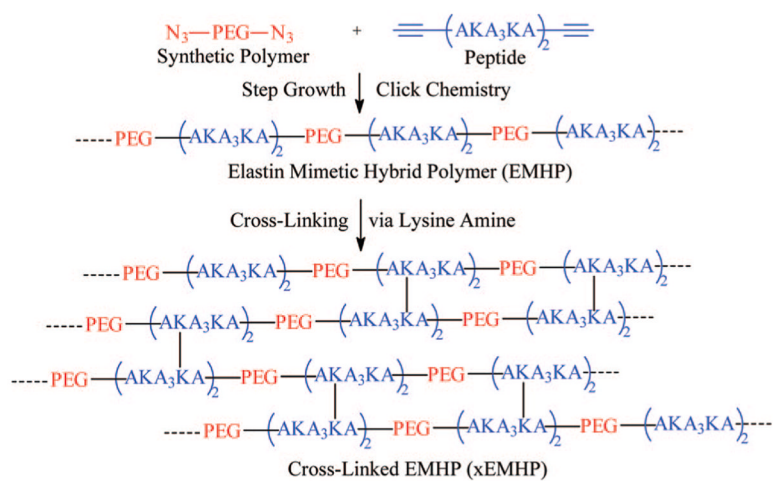 N₃—PEG—N₃ + (AKA₃KA)₂
Synthetic Polymer Peptide
Step Growth Click Chemistry
PEG—(AKA₃KA)₂—PEG—(AKA₃KA)₂—PEG—(AKA₃KA)₂
Elastin Mimetic Hybrid Polymer (EMHP)
Cross-Linking via Lysine Amine
PEG—(AKA₃KA)₂—PEG—(AKA₃KA)₂—PEG—(AKA₃KA)₂
PEG—(AKA₃KA)₂—PEG—(AKA₃KA)₂—PEG—(AKA₃KA)₂
PEG—(AKA₃KA)₂—PEG—(AKA₃KA)₂—PEG—(AKA₃KA)₂
PEG—(AKA₃KA)₂—PEG—(AKA₃KA)₂—PEG—(AKA₃KA)₂
Cross-Linked EMHP (xEMHP)